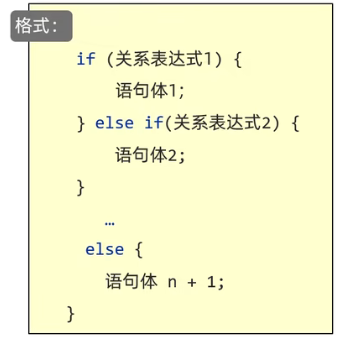 格式：
if (关系表达式1) {
语句体1;
} else if(关系表达式2) {
语句体2;
}
…
else {
语句体 n + 1;
}